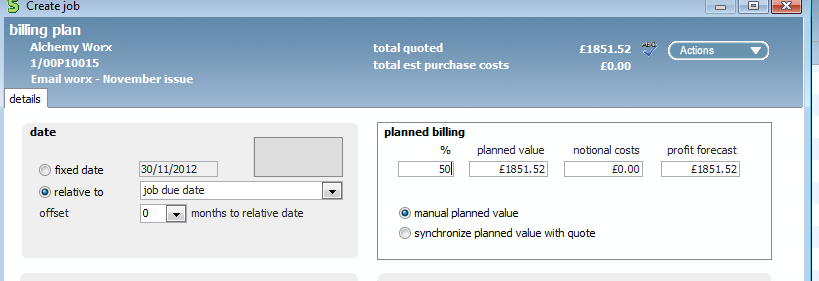 Create job
billing plan
Alchemy Worx total quoted £1851.52 Actions
1/00P10015 total est purchase costs £0.00
Email worx - November issue
details
date
fixed date 30/11/2012
relative to job due date
offset 0 months to relative date
planned billing
% planned value notional costs profit forecast
50 £1851.52 £0.00 £1851.52
manual planned value
synchronize planned value with quote